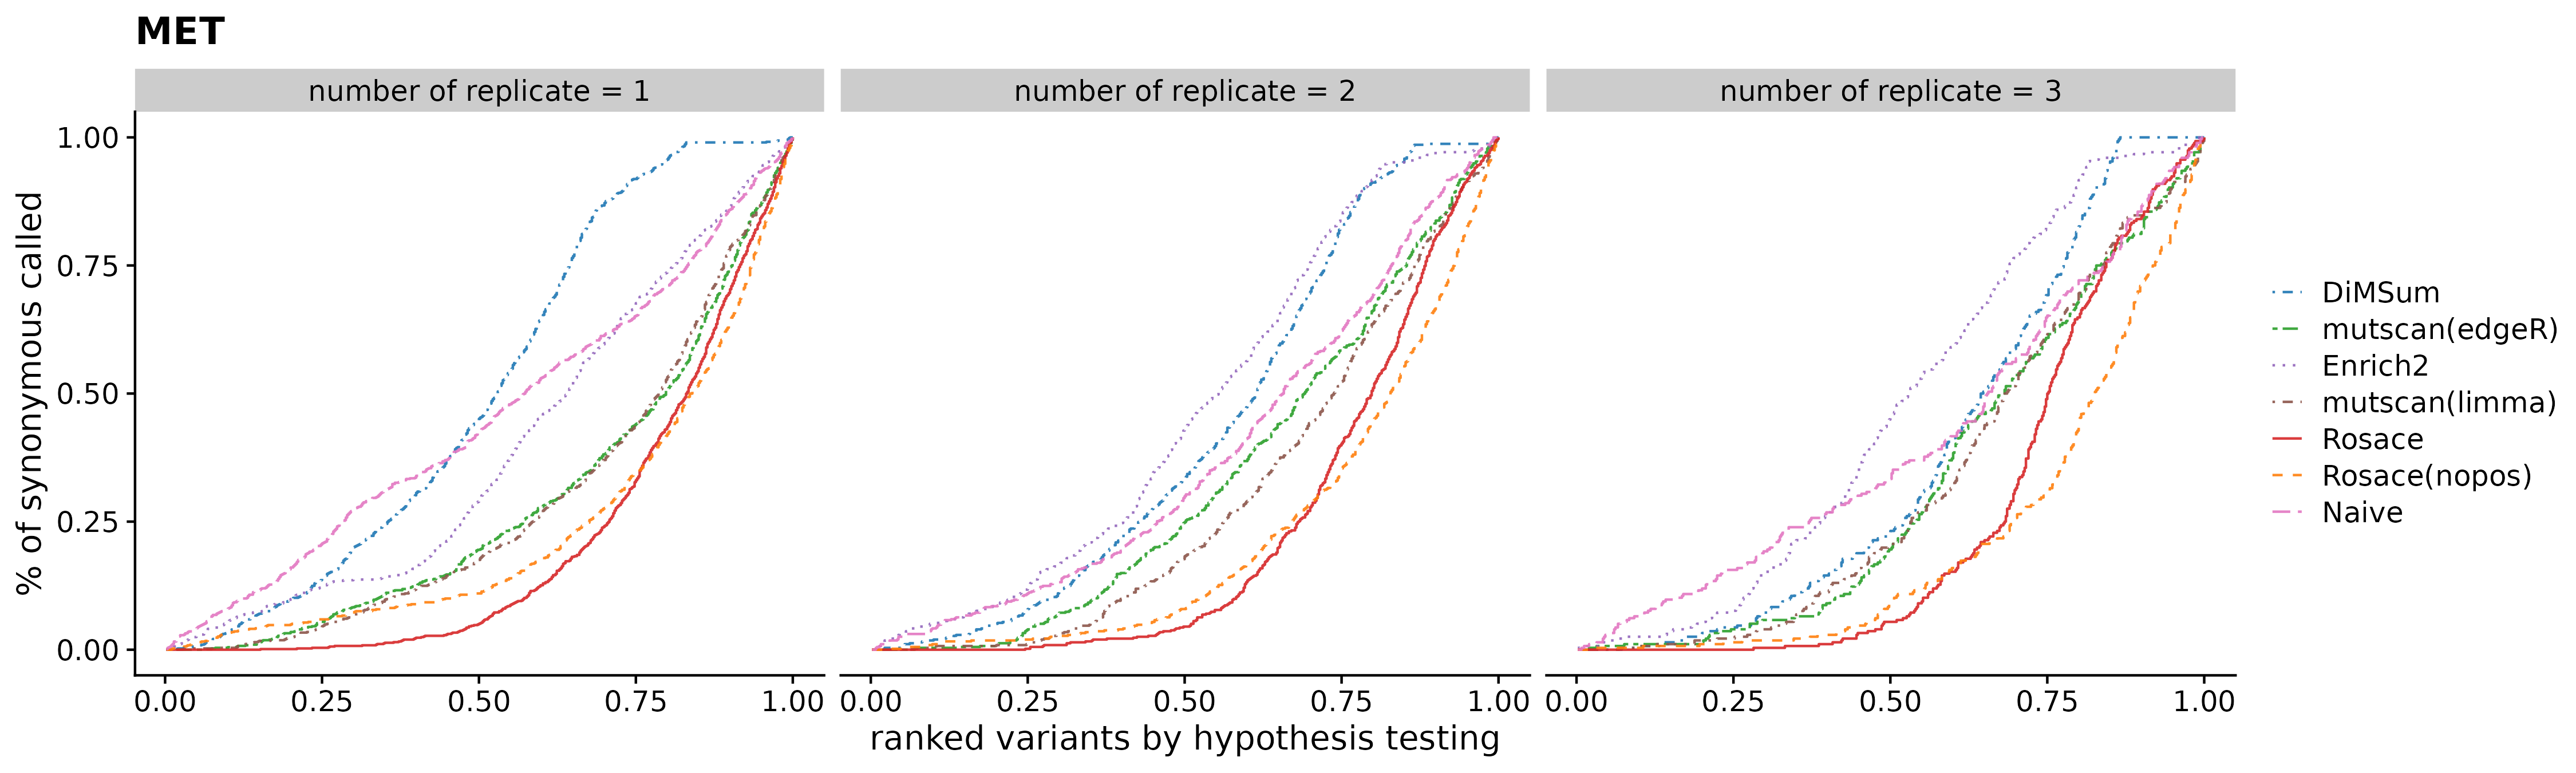 MET
number of replicate = 1
number of replicate = 2
number of replicate = 3
% of synonymous called
1.00
0.75
0.50
0.25
0.00
0.00 0.25 0.50 0.75 1.00
0.00 0.25 0.50 0.75 1.00
0.00 0.25 0.50 0.75 1.00
ranked variants by hypothesis testing
DiMSum
mutscan(edgeR)
Enrich2
mutscan(limma)
Rosace
Rosace(nopos)
Naive